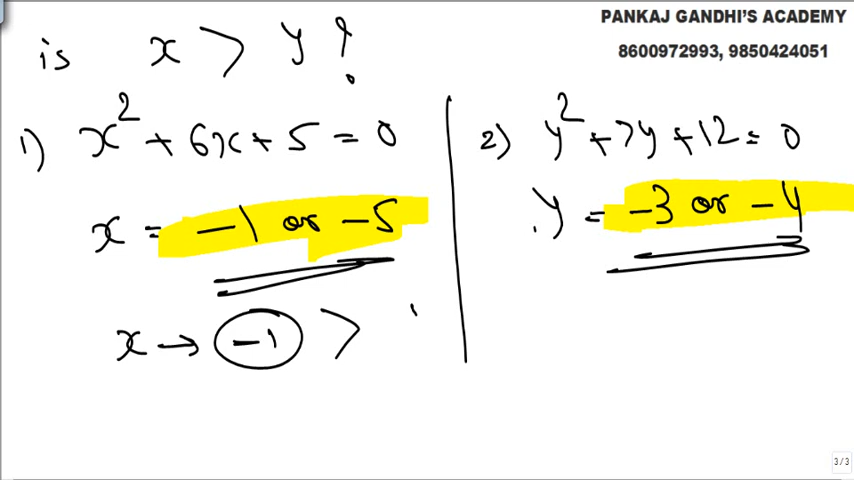 PANKAJ GANDHI'S ACADEMY
8600972993, 9850424051
is x > y ?
1) x² + 6x + 5 = 0
x = -1 or -5
x → -1 >
2) y² + 7y + 12 = 0
y = -3 or -4
3/3